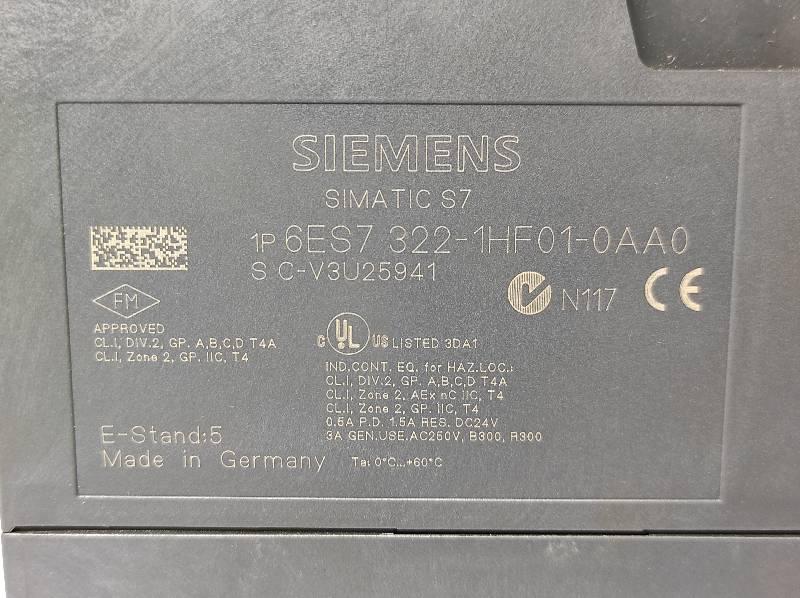 SIEMENS
SIMATIC S7
1P 6ES7 322-1HF01-0AA0
S C-V3U25941
N117 CE
FM
APPROVED
CL.I, DIV.2, GP. A,B,C,D T4A
CL.I, Zone 2, GP. IIC, T4
C UL US LISTED 3DA1
IND.CONT. EQ. for HAZ.LOC.:
CL.I, DIV.2, GP. A,B,C,D T4A
CL.I, Zone 2, AEx nC IIC, T4
CL.I, Zone 2, GP. IIC, T4
0.5A P.D. 1.5A RES. DC24V
3A GEN.USE.AC250V, B300, R300
E-Stand:5
Made in Germany Ta: 0°C...+60°C